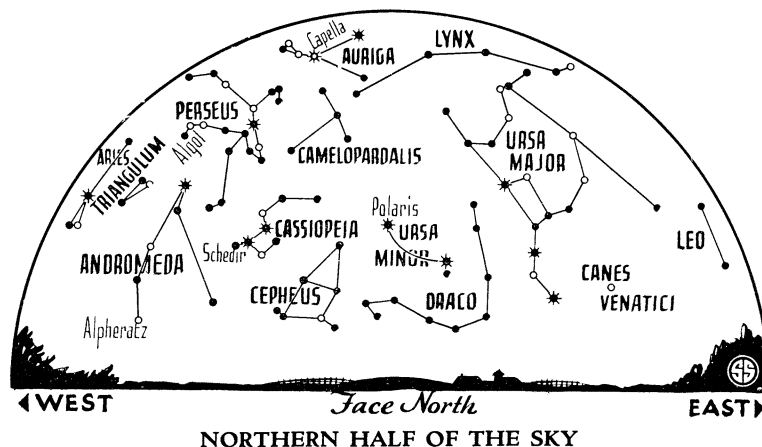 Capella
AURIGA
LYNX
PERSEUS
Algol
ARIES
TRIANGULUM
CAMELOPARDALIS
URSA
MAJOR
Polaris
URSA
MINOR
CASSIOPEIA
Schedir
ANDROMEDA
CEPHEUS
DRACO
LEO
CANES
VENATICI
Alpheratz
SS
WEST
Face North
EAST
NORTHERN HALF OF THE SKY